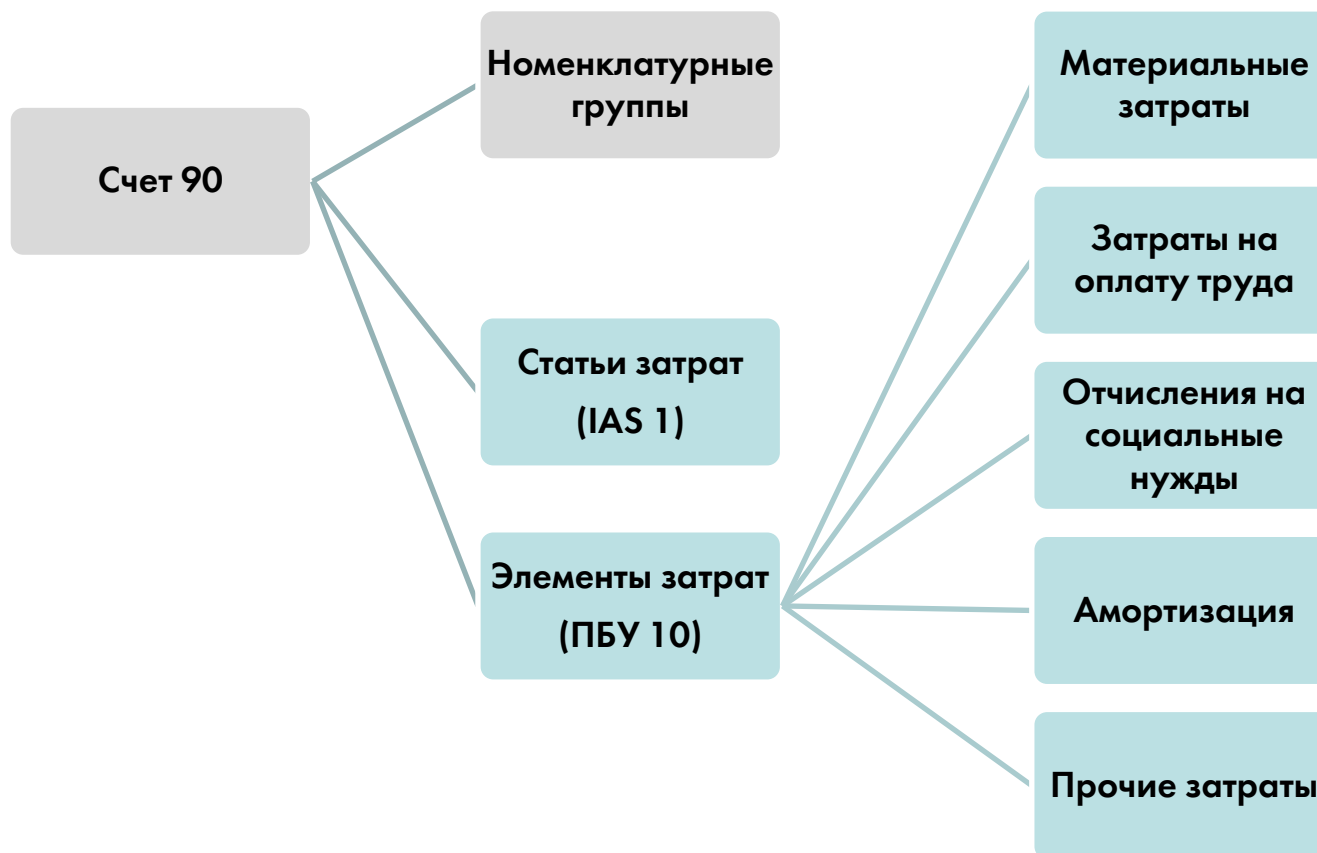 Счет 90
Номенклатурные
группы
Статьи затрат
(IAS 1)
Элементы затрат
(ПБУ 10)
Материальные
затраты
Затраты на
оплату труда
Отчисления на
социальные
нужды
Амортизация
Прочие затраты